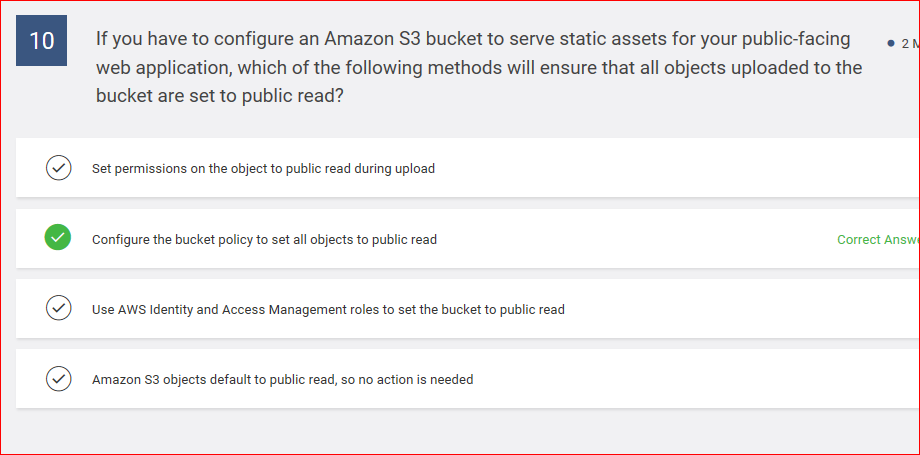 10
If you have to configure an Amazon S3 bucket to serve static assets for your public-facing
2 M
web application, which of the following methods will ensure that all objects uploaded to the
bucket are set to public read?
Set permissions on the object to public read during upload
Configure the bucket policy to set all objects to public read
Correct Answe
Use AWS Identity and Access Management roles to set the bucket to public read
Amazon S3 objects default to public read, so no action is needed